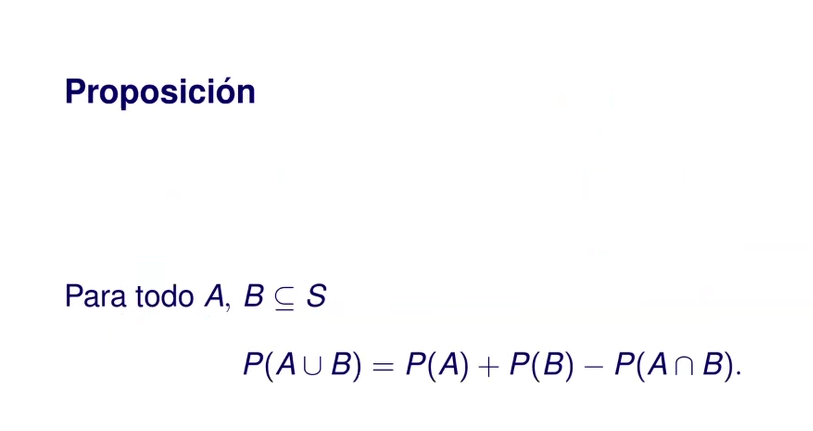 Proposición
Para todo A, B ⊆ S
P(A ∪ B) = P(A) + P(B) − P(A ∩ B).